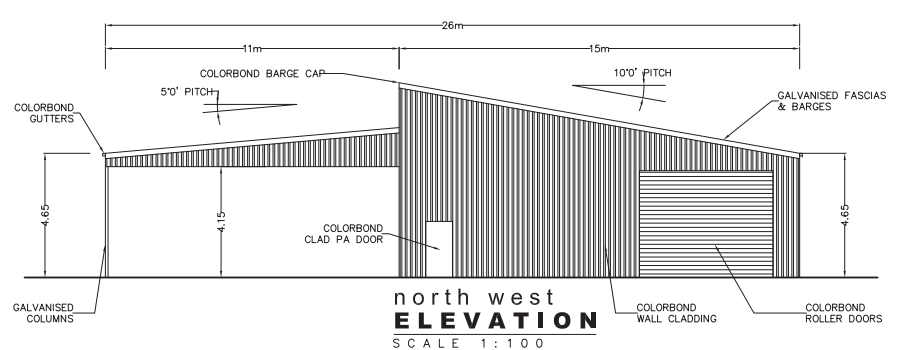 26m
11m
15m
COLORBOND BARGE CAP
10°0' PITCH
5°0' PITCH
GALVANISED FASCIAS
& BARGES
COLORBOND
GUTTERS
4.65
4.15
4.65
COLORBOND
CLAD PA DOOR
GALVANISED
COLUMNS
north west
ELEVATION
SCALE 1:100
COLORBOND
WALL CLADDING
COLORBOND
ROLLER DOORS